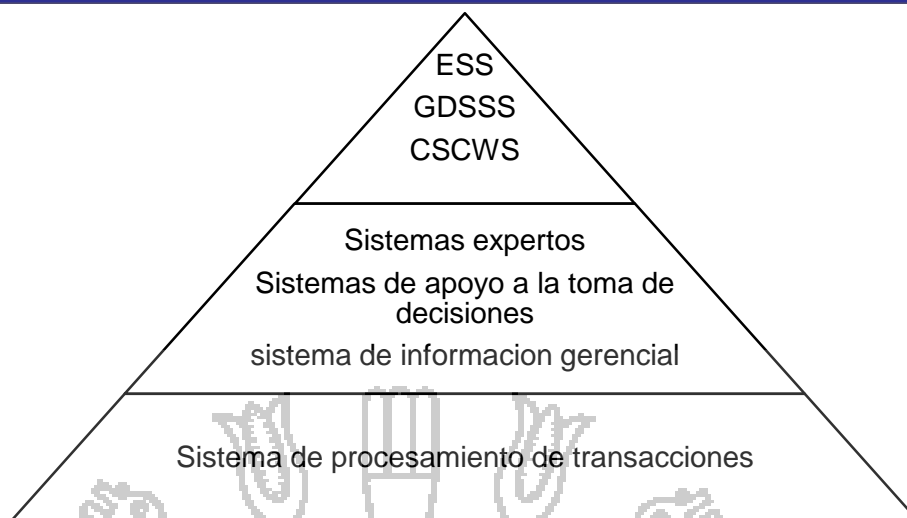 ESS
GDSSS
CSCWS
Sistemas expertos
Sistemas de apoyo a la toma de
decisiones
sistema de informacion gerencial
Sistema de procesamiento de transacciones